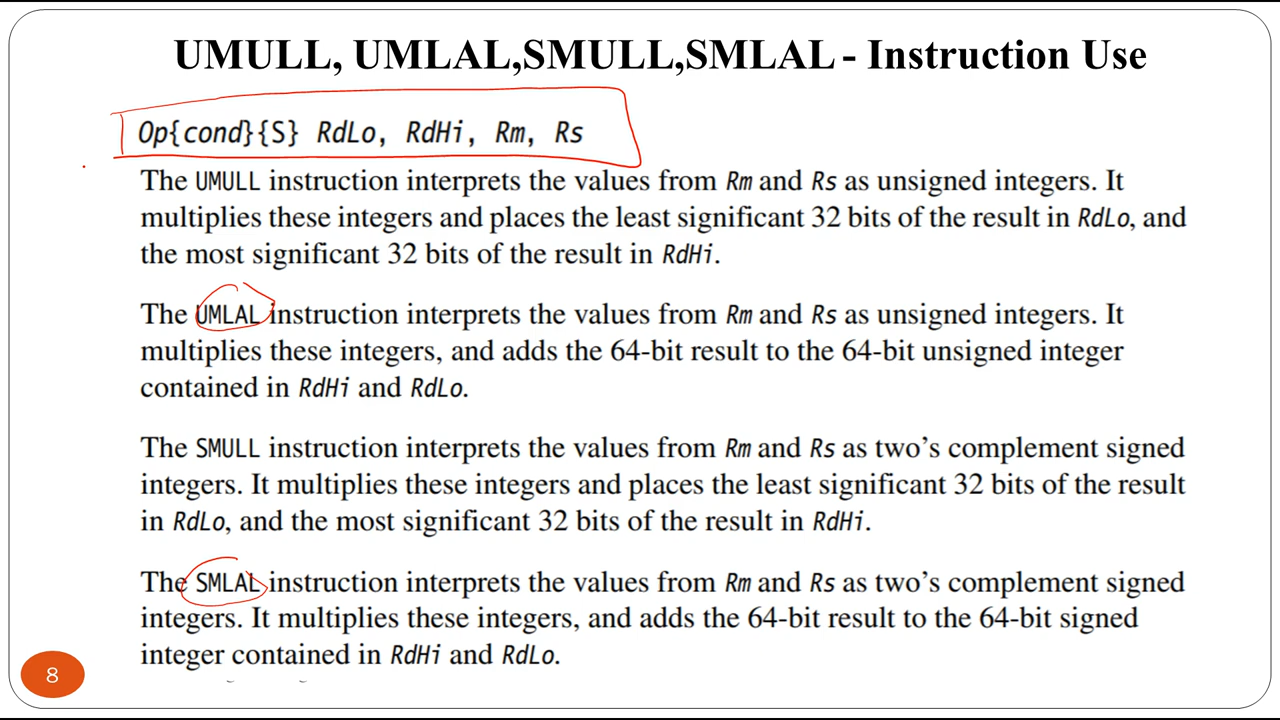 UMULL, UMLAL,SMULL,SMLAL - Instruction Use
Op{cond}{S} RdLo, RdHi, Rm, Rs
The UMULL instruction interprets the values from Rm and Rs as unsigned integers. It
multiplies these integers and places the least significant 32 bits of the result in RdLo, and
the most significant 32 bits of the result in RdHi.
The UMLAL instruction interprets the values from Rm and Rs as unsigned integers. It
multiplies these integers, and adds the 64-bit result to the 64-bit unsigned integer
contained in RdHi and RdLo.
The SMULL instruction interprets the values from Rm and Rs as two’s complement signed
integers. It multiplies these integers and places the least significant 32 bits of the result
in RdLo, and the most significant 32 bits of the result in RdHi.
The SMLAL instruction interprets the values from Rm and Rs as two’s complement signed
integers. It multiplies these integers, and adds the 64-bit result to the 64-bit signed
integer contained in RdHi and RdLo.
8